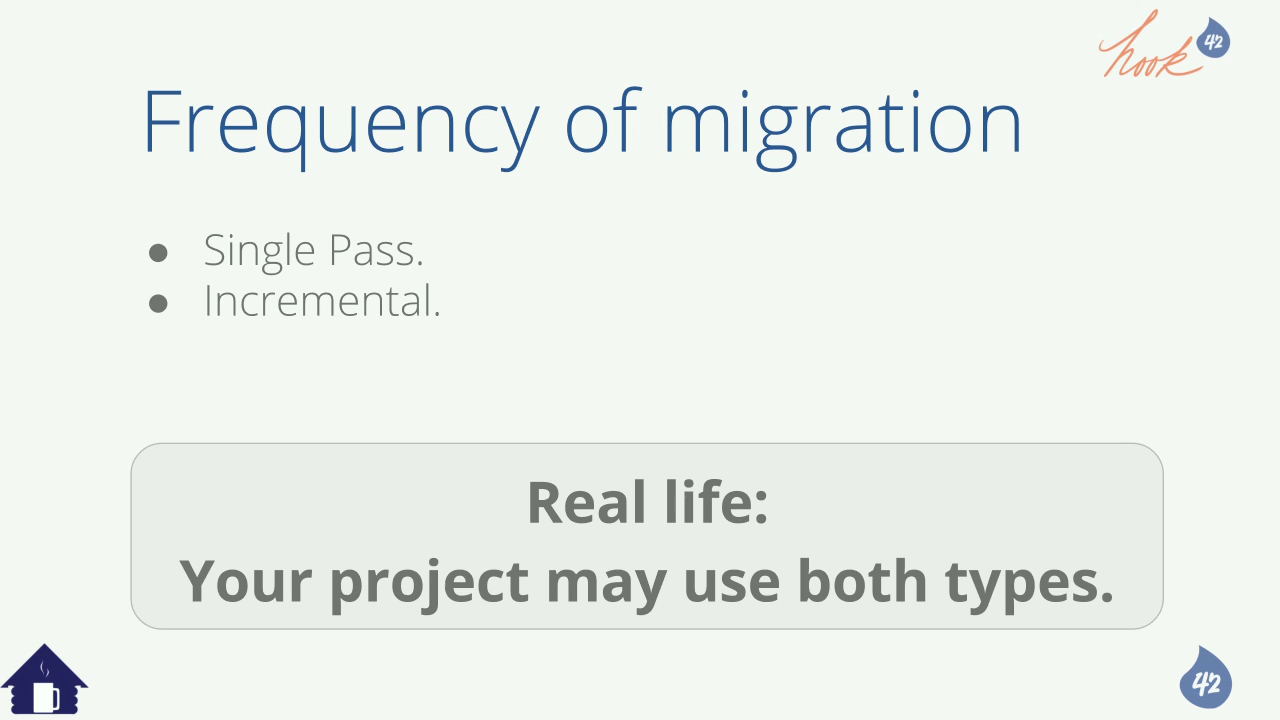 hook 42
Frequency of migration
● Single Pass.
● Incremental.
Real life:
Your project may use both types.
42